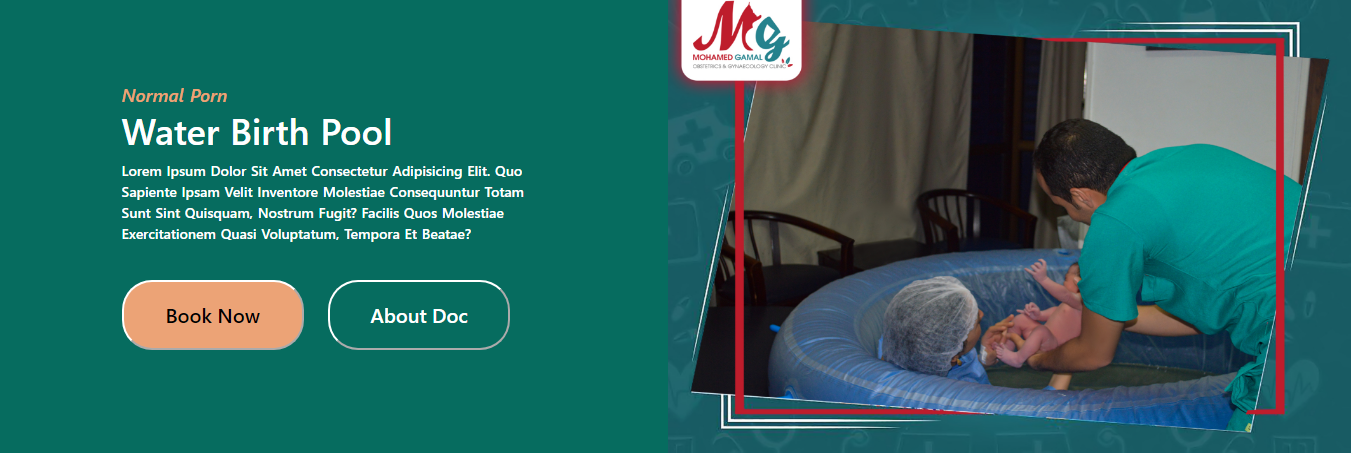 Normal Porn
Water Birth Pool
Lorem Ipsum Dolor Sit Amet Consectetur Adipisicing Elit. Quo
Sapiente Ipsam Velit Inventore Molestiae Consequuntur Totam
Sunt Sint Quisquam, Nostrum Fugit? Facilis Quos Molestiae
Exercitationem Quasi Voluptatum, Tempora Et Beatae?
Book Now
About Doc
MG
MOHAMED GAMAL
OBSTETRICS & GYNAECOLOGY CLINIC